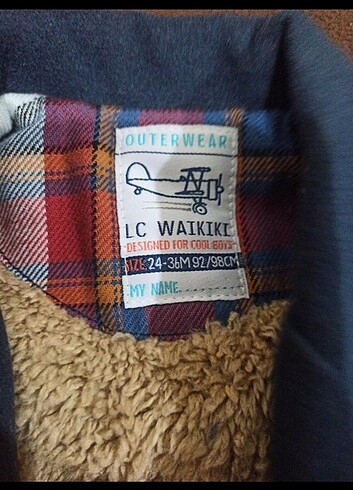 OUTERWEAR
LC WAIKIKI
DESIGNED FOR COOL BOYS
SIZE 24-36M 92/98CM
MY NAME